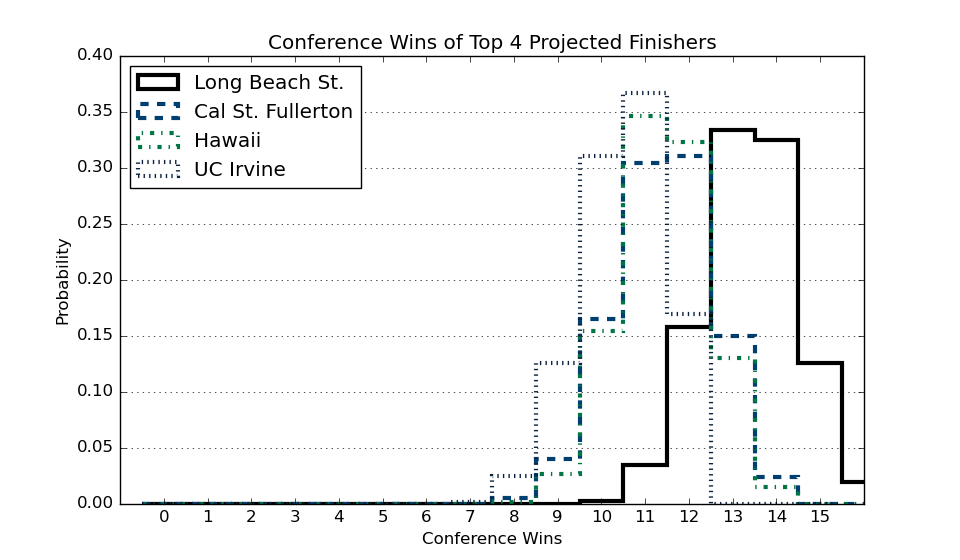 Conference Wins of Top 4 Projected Finishers
Long Beach St.
Cal St. Fullerton
Hawaii
UC Irvine
0.40
0.35
0.30
0.25
0.20
0.15
0.10
0.05
0.00
Probability
0 1 2 3 4 5 6 7 8 9 10 11 12 13 14 15
Conference Wins